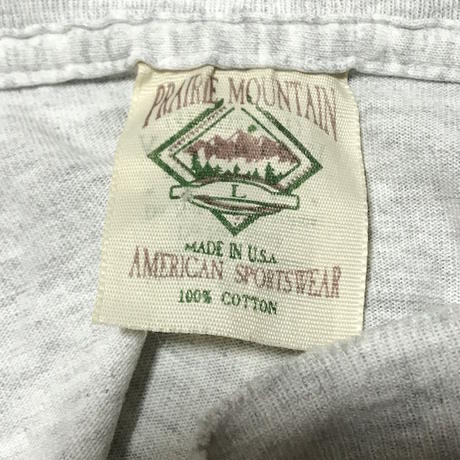 PRAIRIE MOUNTAIN
L
MADE IN U.S.A
AMERICAN SPORTSWEAR
100% COTTON